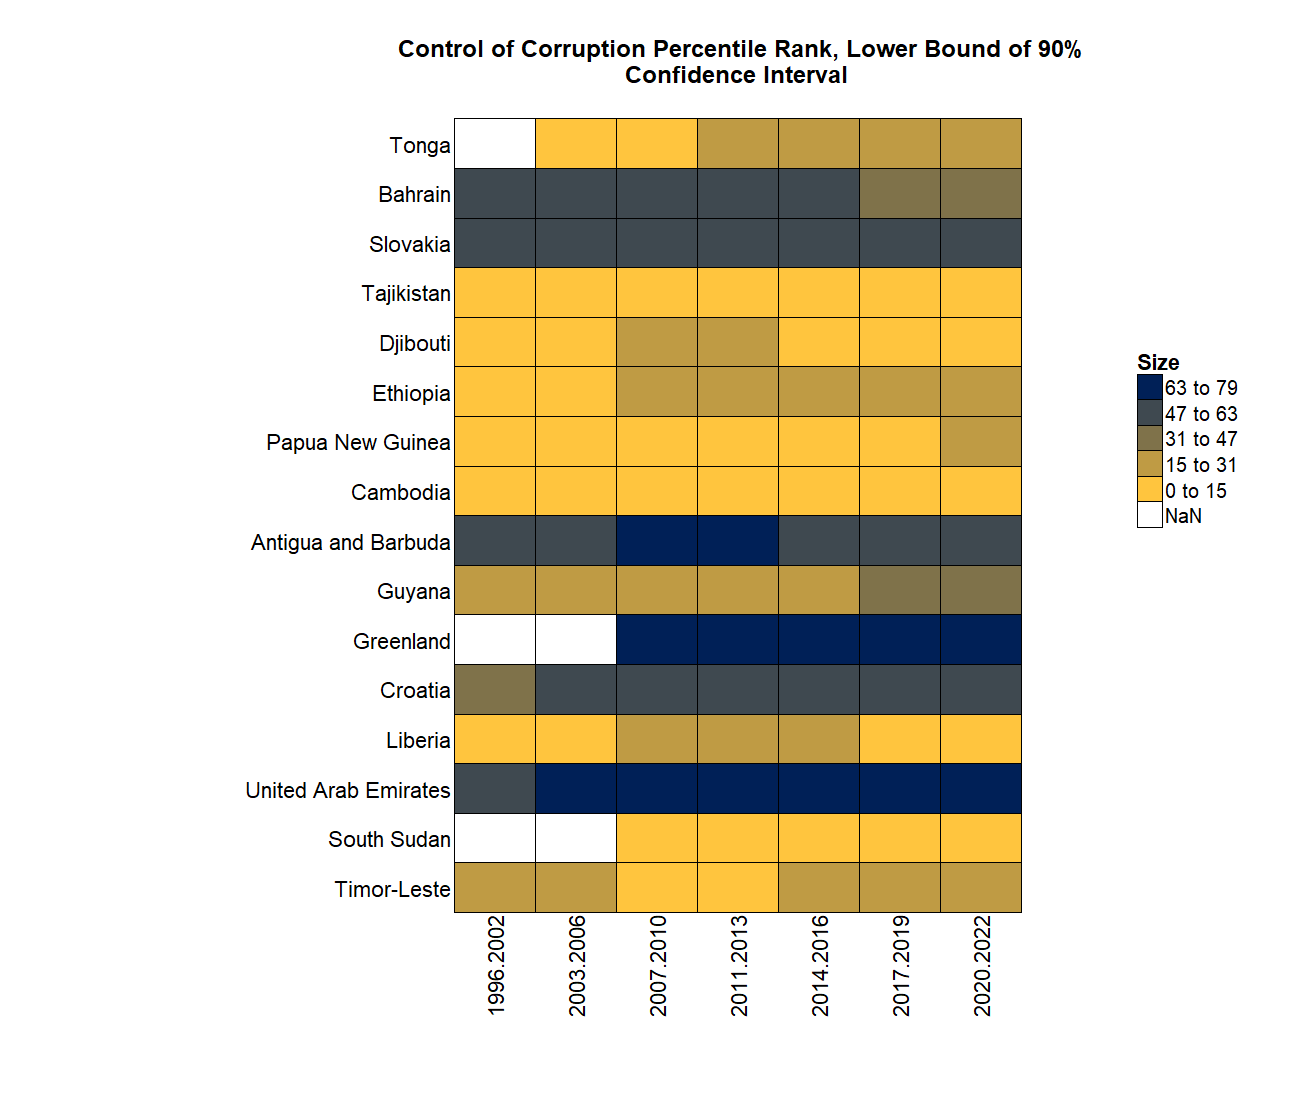 Control of Corruption Percentile Rank, Lower Bound of 90%
Confidence Interval
Tonga
Bahrain
Slovakia
Tajikistan
Djibouti
Ethiopia
Papua New Guinea
Cambodia
Antigua and Barbuda
Guyana
Greenland
Croatia
Liberia
United Arab Emirates
South Sudan
Timor-Leste
1996.2002
2003.2006
2007.2010
2011.2013
2014.2016
2017.2019
2020.2022
Size
63 to 79
47 to 63
31 to 47
15 to 31
0 to 15
NaN